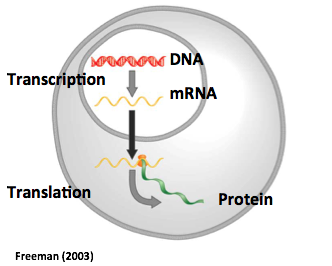 DNA
Transcription
mRNA
Translation
Protein
Freeman (2003)